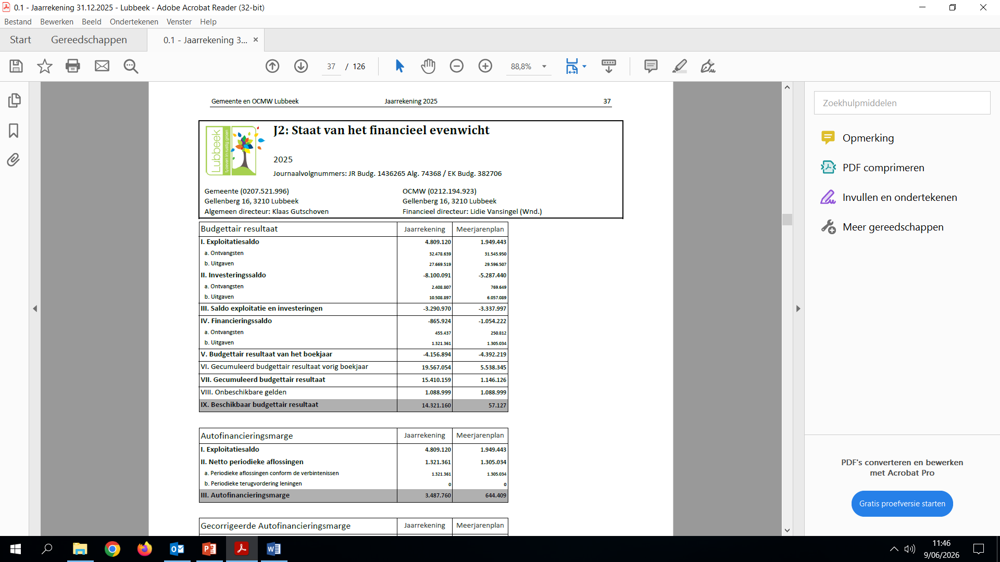 0.1 - Jaarrekening 31.12.2025 - Lubbeek - Adobe Acrobat Reader (32-bit)
Bestand Bewerken Beeld Ondertekenen Venster Help
Start Gereedschappen 0.1 - Jaarrekening 3... ×
37 / 126 88,8%
Zoekhulpmiddelen
Opmerking
PDF comprimeren
Invullen en ondertekenen
Meer gereedschappen
PDF's converteren en bewerken
met Acrobat Pro
Gratis proefversie starten
Gemeente en OCMW Lubbeek Jaarrekening 2025 37
Lubbeek
tijdeven in rustig groen
J2: Staat van het financieel evenwicht
2025
Journaalvolgnummers: JR Budg. 1436265 Alg. 74368 / EK Budg. 382706
Gemeente (0207.521.996) OCMW (0212.194.923)
Gellenberg 16, 3210 Lubbeek Gellenberg 16, 3210 Lubbeek
Algemeen directeur: Klaas Gutschoven Financieel directeur: Lidie Vansingel (Wnd.)
Budgettair resultaat Jaarrekening Meerjarenplan
I. Exploitatiesaldo 4.809.120 1.949.443
a. Ontvangsten 32.478.639 31.545.950
b. Uitgaven 27.669.519 29.596.507
II. Investeringssaldo -8.100.091 -5.287.440
a. Ontvangsten 2.408.807 769.649
b. Uitgaven 10.508.897 6.057.089
III. Saldo exploitatie en investeringen -3.290.970 -3.337.997
IV. Financieringssaldo -865.924 -1.054.222
a. Ontvangsten 455.437 250.812
b. Uitgaven 1.321.361 1.305.034
V. Budgettair resultaat van het boekjaar -4.156.894 -4.392.219
VI. Gecumuleerd budgettair resultaat vorig boekjaar 19.567.054 5.538.345
VII. Gecumuleerd budgettair resultaat 15.410.159 1.146.126
VIII. Onbeschikbare gelden 1.088.999 1.088.999
IX. Beschikbaar budgettair resultaat 14.321.160 57.127
Autofinancieringsmarge Jaarrekening Meerjarenplan
I. Exploitatiesaldo 4.809.120 1.949.443
II. Netto periodieke aflossingen 1.321.361 1.305.034
a. Periodieke aflossingen conform de verbintenissen 1.321.361 1.305.034
b. Periodieke terugvordering leningen 0 0
III. Autofinancieringsmarge 3.487.760 644.409
Gecorrigeerde Autofinancieringsmarge Jaarrekening Meerjarenplan
11:46
9/06/2026